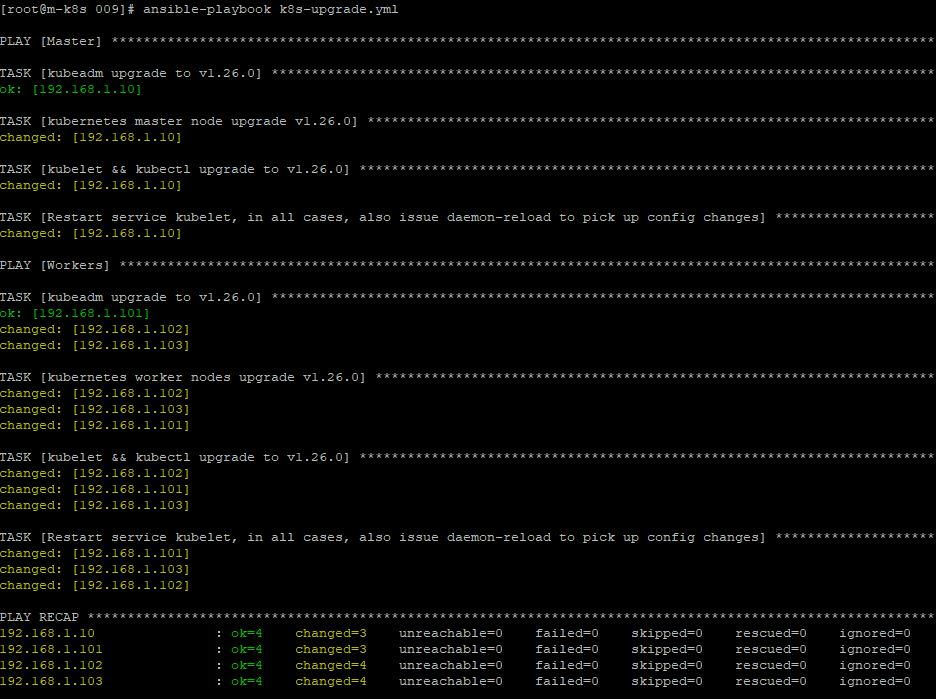 [root@m-k8s 009]# ansible-playbook k8s-upgrade.yml
PLAY [Master] *******************************************************************************************************
TASK [kubeadm upgrade to v1.26.0] ***********************************************************************************
ok: [192.168.1.10]
TASK [kubernetes master node upgrade v1.26.0] ***********************************************************************
changed: [192.168.1.10]
TASK [kubelet && kubectl upgrade to v1.26.0] ************************************************************************
changed: [192.168.1.10]
TASK [Restart service kubelet, in all cases, also issue daemon-reload to pick up config changes] ********************
changed: [192.168.1.10]
PLAY [Workers] ******************************************************************************************************
TASK [kubeadm upgrade to v1.26.0] ***********************************************************************************
ok: [192.168.1.101]
changed: [192.168.1.102]
changed: [192.168.1.103]
TASK [kubernetes worker nodes upgrade v1.26.0] **********************************************************************
changed: [192.168.1.102]
changed: [192.168.1.103]
changed: [192.168.1.101]
TASK [kubelet && kubectl upgrade to v1.26.0] ************************************************************************
changed: [192.168.1.102]
changed: [192.168.1.101]
changed: [192.168.1.103]
TASK [Restart service kubelet, in all cases, also issue daemon-reload to pick up config changes] ********************
changed: [192.168.1.101]
changed: [192.168.1.103]
changed: [192.168.1.102]
PLAY RECAP **********************************************************************************************************
192.168.1.10               : ok=4    changed=3    unreachable=0    failed=0    skipped=0    rescued=0    ignored=0
192.168.1.101              : ok=4    changed=3    unreachable=0    failed=0    skipped=0    rescued=0    ignored=0
192.168.1.102              : ok=4    changed=4    unreachable=0    failed=0    skipped=0    rescued=0    ignored=0
192.168.1.103              : ok=4    changed=4    unreachable=0    failed=0    skipped=0    rescued=0    ignored=0